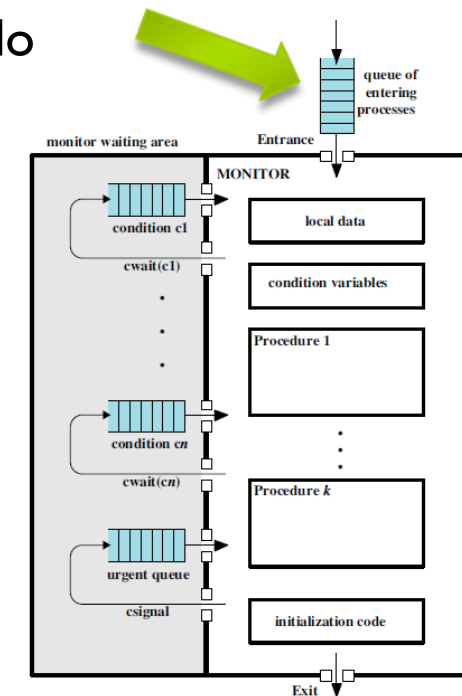 do
queue of
entering
processes
Entrance
monitor waiting area
MONITOR
condition c1
local data
cwait(c1)
condition variables
Procedure 1
condition cn
cwait(cn)
Procedure k
urgent queue
csignal
initialization code
Exit